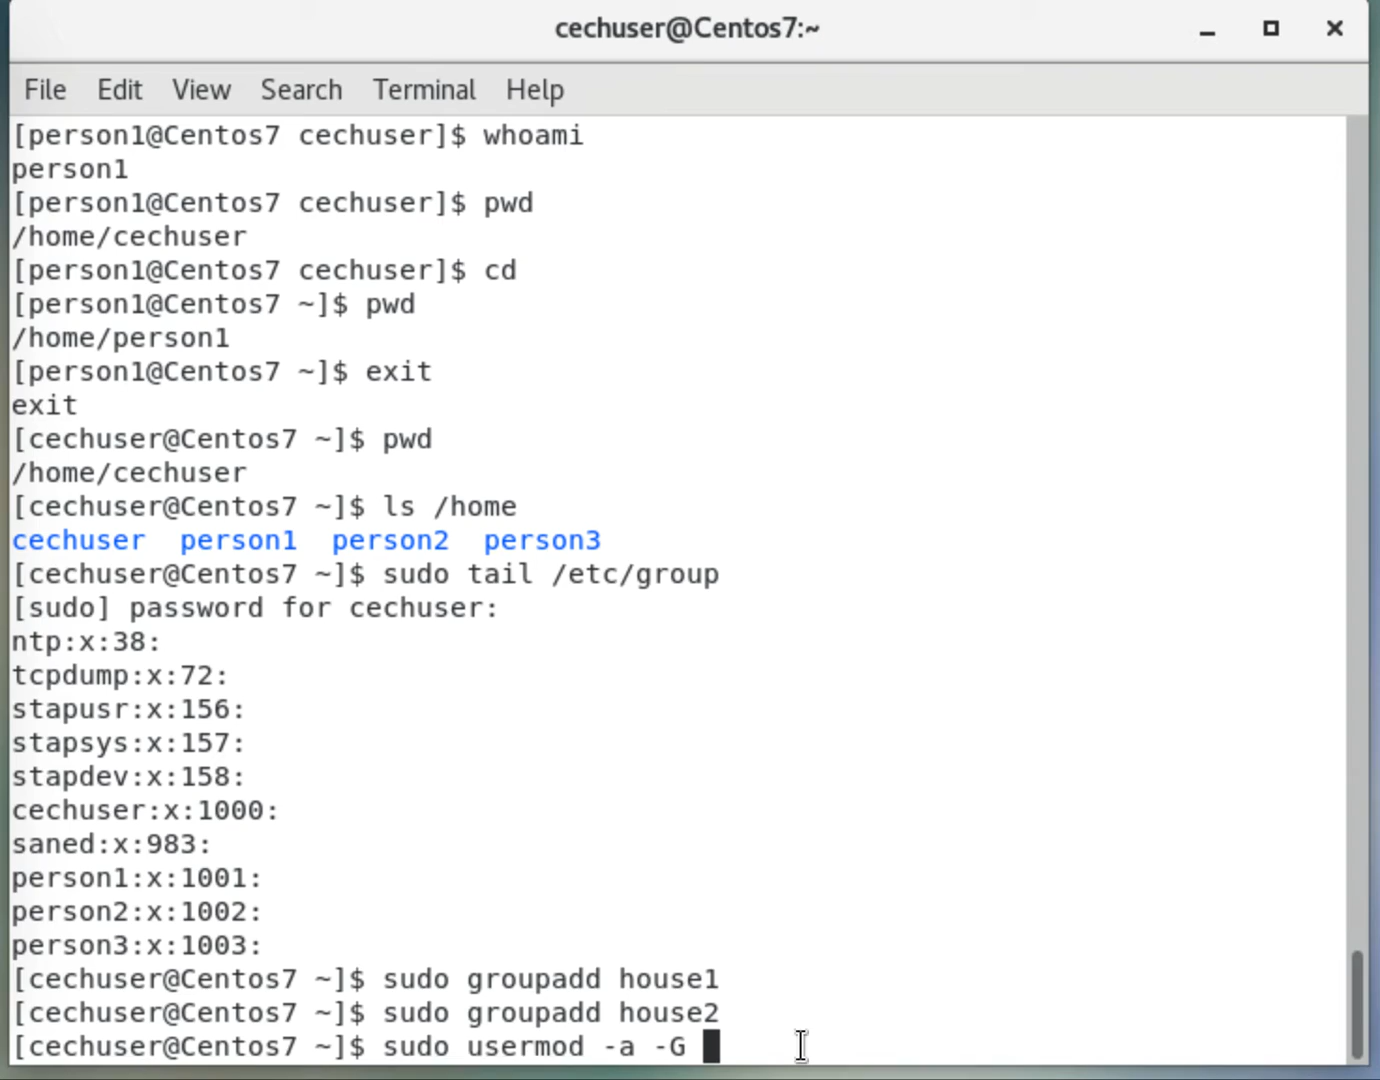 cechuser@Centos7:~
File Edit View Search Terminal Help
[person1@Centos7 cechuser]$ whoami
person1
[person1@Centos7 cechuser]$ pwd
/home/cechuser
[person1@Centos7 cechuser]$ cd
[person1@Centos7 ~]$ pwd
/home/person1
[person1@Centos7 ~]$ exit
exit
[cechuser@Centos7 ~]$ pwd
/home/cechuser
[cechuser@Centos7 ~]$ ls /home
cechuser  person1  person2  person3
[cechuser@Centos7 ~]$ sudo tail /etc/group
[sudo] password for cechuser:
ntp:x:38:
tcpdump:x:72:
stapusr:x:156:
stapsys:x:157:
stapdev:x:158:
cechuser:x:1000:
saned:x:983:
person1:x:1001:
person2:x:1002:
person3:x:1003:
[cechuser@Centos7 ~]$ sudo groupadd house1
[cechuser@Centos7 ~]$ sudo groupadd house2
[cechuser@Centos7 ~]$ sudo usermod -a -G